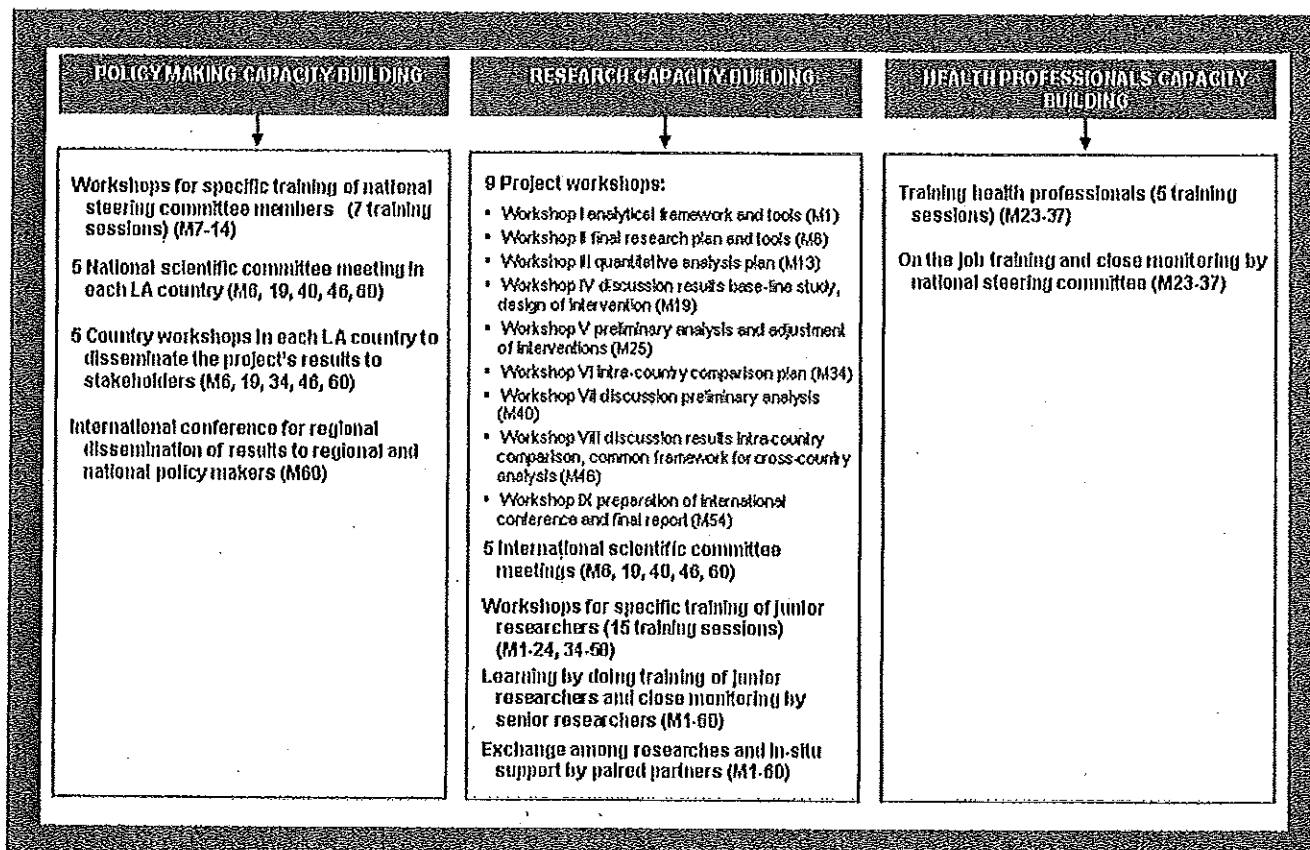 POLICY MAKING CAPACITY BUILDING
Workshops for specific training of national
steering committee members (7 training
sessions) (M7-14)
5 National scientific committee meeting in
each LA country (M6, 19, 40, 46, 60)
5 Country workshops in each LA country to
disseminate the project's results to
stakeholders (M6, 19, 34, 46, 60)
International conference for regional
dissemination of results to regional and
national policy makers (M60)
RESEARCH CAPACITY BUILDING
9 Project workshops:
• Workshop I analytical framework and tools (M1)
• Workshop II final research plan and tools (M6)
• Workshop III quantitative analysis plan (M13)
• Workshop IV discussion results base-line study,
design of intervention (M19)
• Workshop V preliminary analysis and adjustment
of interventions (M25)
• Workshop VI intra-country comparison plan (M34)
• Workshop VII discussion preliminary analysis
(M40)
• Workshop VIII discussion results intra-country
comparison, common framework for cross-country
analysis (M46)
• Workshop IX preparation of international
conference and final report (M54)
5 International scientific committee
meetings (M6, 19, 40, 46, 60)
Workshops for specific training of junior
researchers (15 training sessions)
(M1-24, 34-50)
Learning by doing training of junior
researchers and close monitoring by
senior researchers (M1-60)
Exchange among researches and in-situ
support by paired partners (M1-60)
HEALTH PROFESSIONALS CAPACITY
BUILDING
Training health professionals (5 training
sessions) (M23-37)
On the job training and close monitoring by
national steering committee (M23-37)